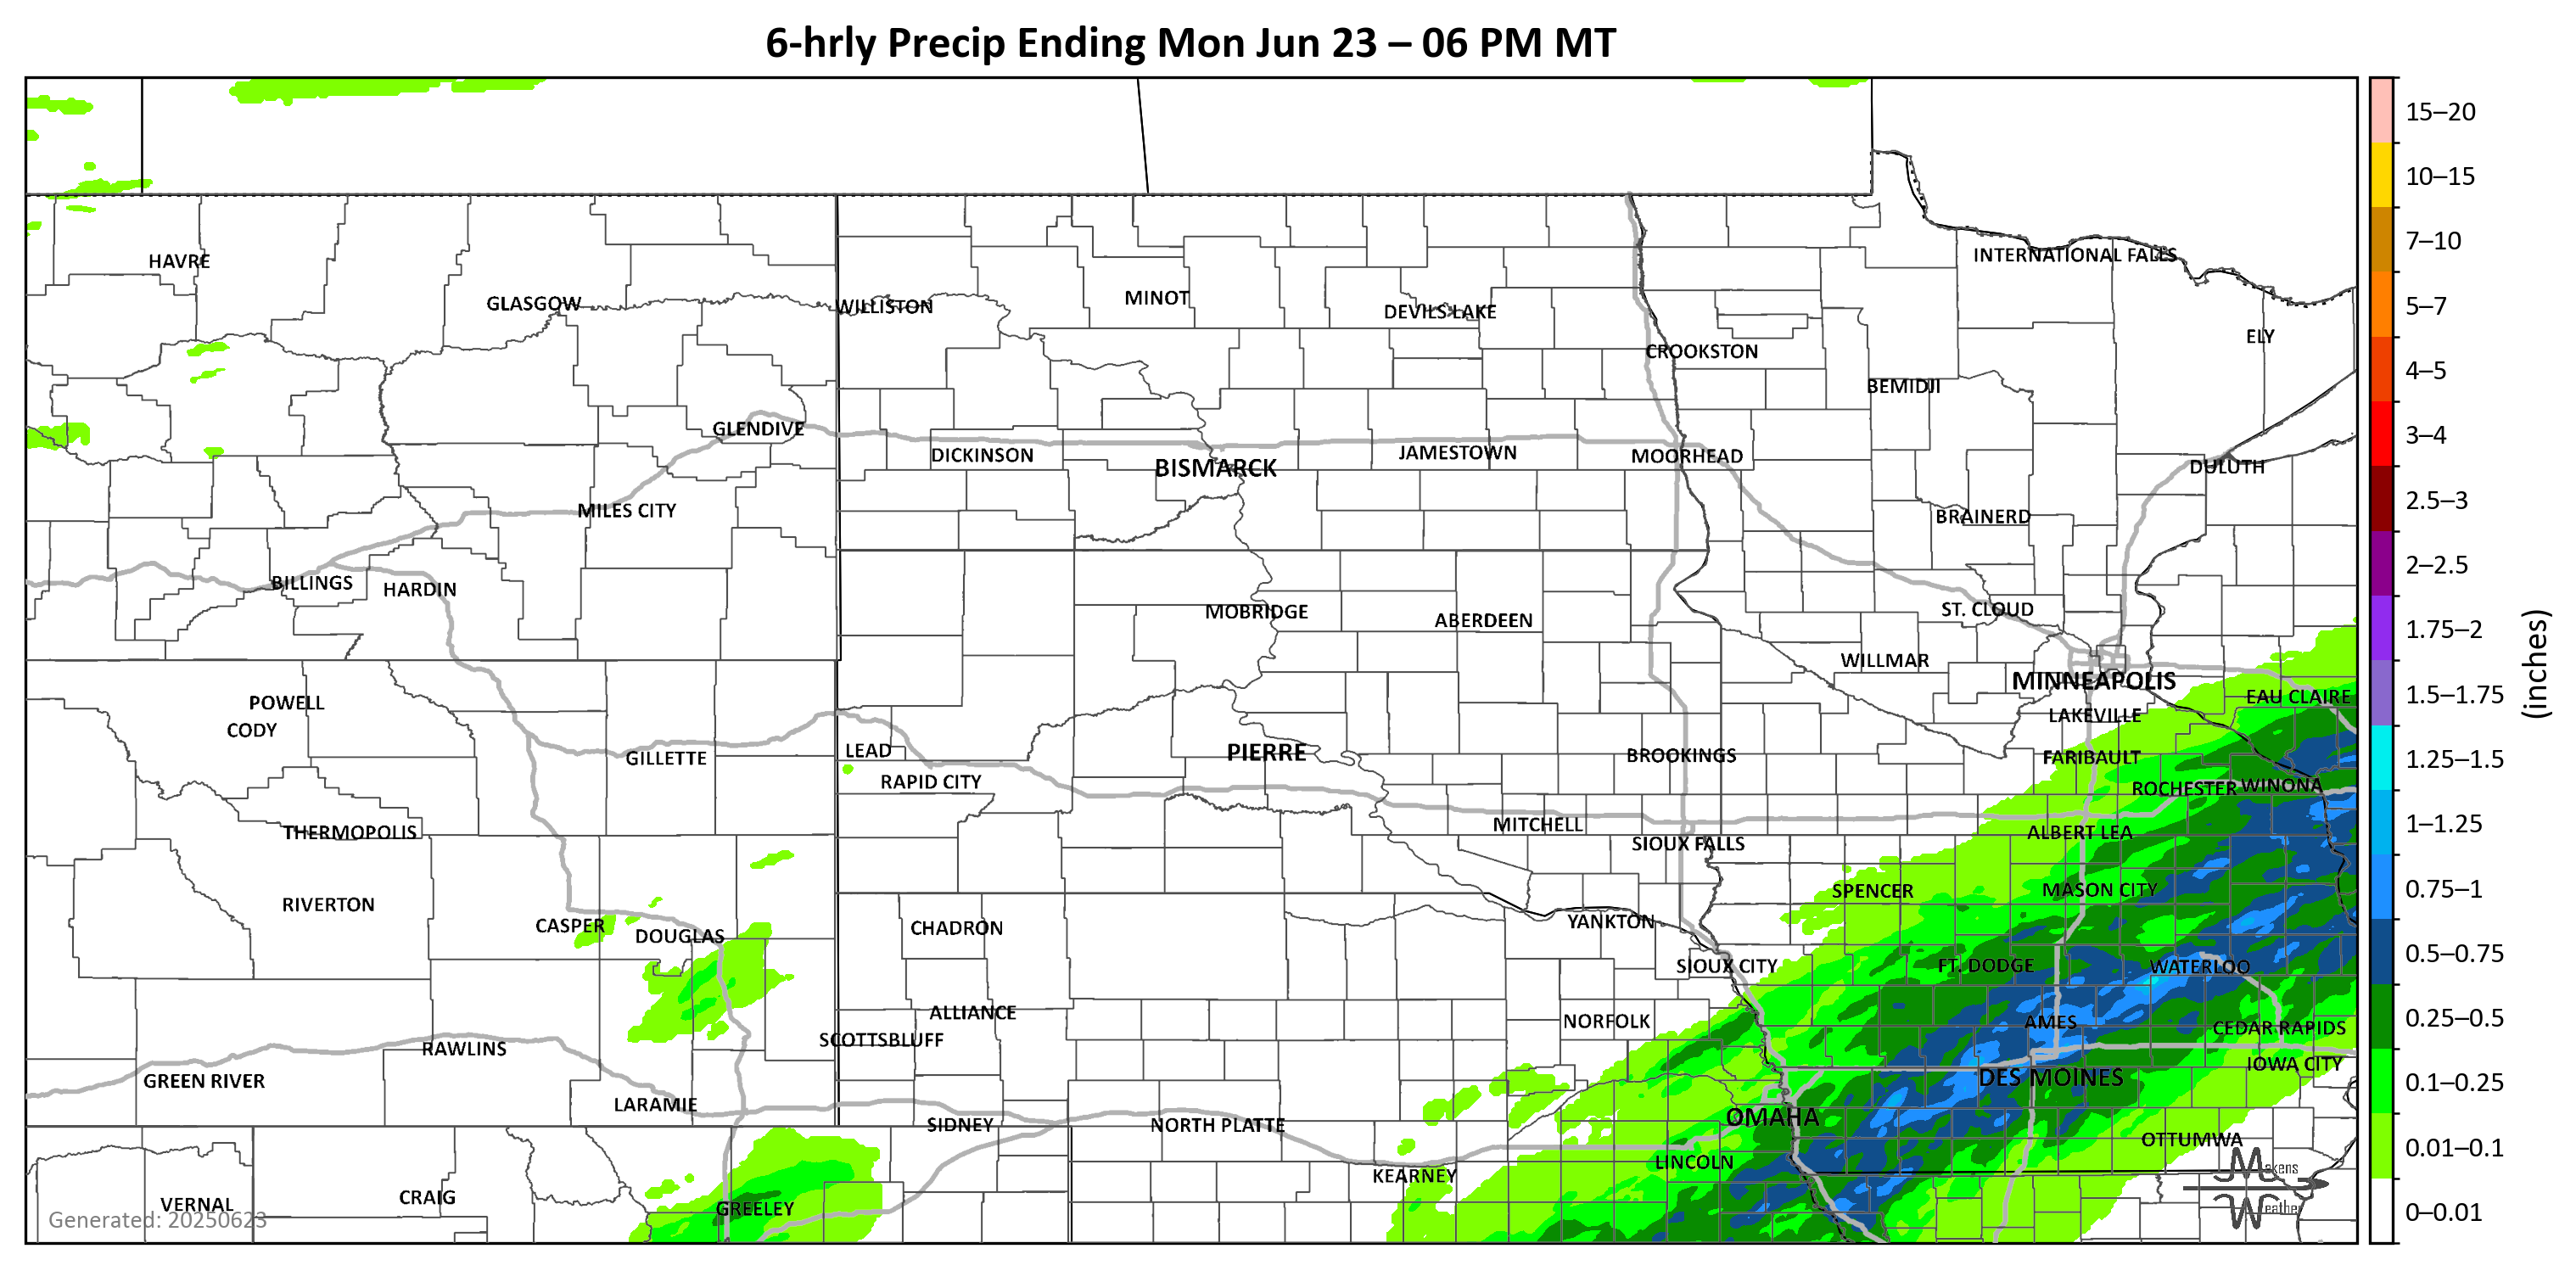 6-hrly Precip Ending Mon Jun 23 – 06 PM MT
15–20
10–15
HAVRE
INTERNATIONAL FALLS
7–10
GLASGOW
WILLISTON
MINOT
DEVILS LAKE
5–7
ELY
CROOKSTON
BEMIDJI
4–5
GLENDIVE
3–4
DICKINSON
BISMARCK
JAMESTOWN
MOORHEAD
DULUTH
2.5–3
MILES CITY
BRAINERD
2–2.5
BILLINGS
HARDIN
MOBRIDGE
ABERDEEN
ST. CLOUD
1.75–2
WILLMAR
MINNEAPOLIS
(inches)
POWELL
EAU CLAIRE
1.5–1.75
CODY
LAKEVILLE
GILLETTE
LEAD
PIERRE
BROOKINGS
FARIBAULT
1.25–1.5
RAPID CITY
ROCHESTER
WINONA
THERMOPOLIS
MITCHELL
ALBERT LEA
1–1.25
SIOUX FALLS
RIVERTON
SPENCER
MASON CITY
0.75–1
CASPER
DOUGLAS
CHADRON
YANKTON
SIOUX CITY
FT. DODGE
WATERLOO
0.5–0.75
ALLIANCE
NORFOLK
AMES
CEDAR RAPIDS
0.25–0.5
SCOTTSBLUFF
RAWLINS
GREEN RIVER
DES MOINES
IOWA CITY
0.1–0.25
LARAMIE
SIDNEY
NORTH PLATTE
OMAHA
OTTUMWA
0.01–0.1
KEARNEY
LINCOLN
Makens
VERNAL
CRAIG
GREELEY
Weather
0–0.01
Generated: 20250623